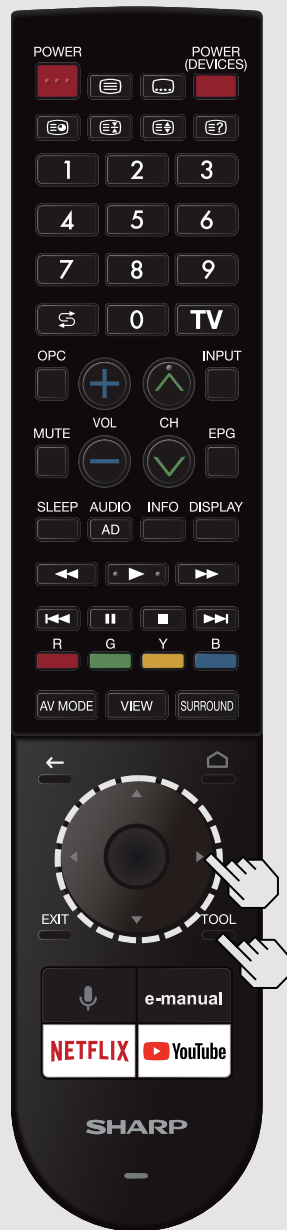 POWER
POWER
(DEVICES)
1 2 3
4 5 6
7 8 9
0 TV
OPC INPUT
VOL CH
MUTE EPG
SLEEP AUDIO INFO DISPLAY
AD
R G Y B
AV MODE VIEW SURROUND
EXIT TOOL
e-manual
NETFLIX YouTube
SHARP